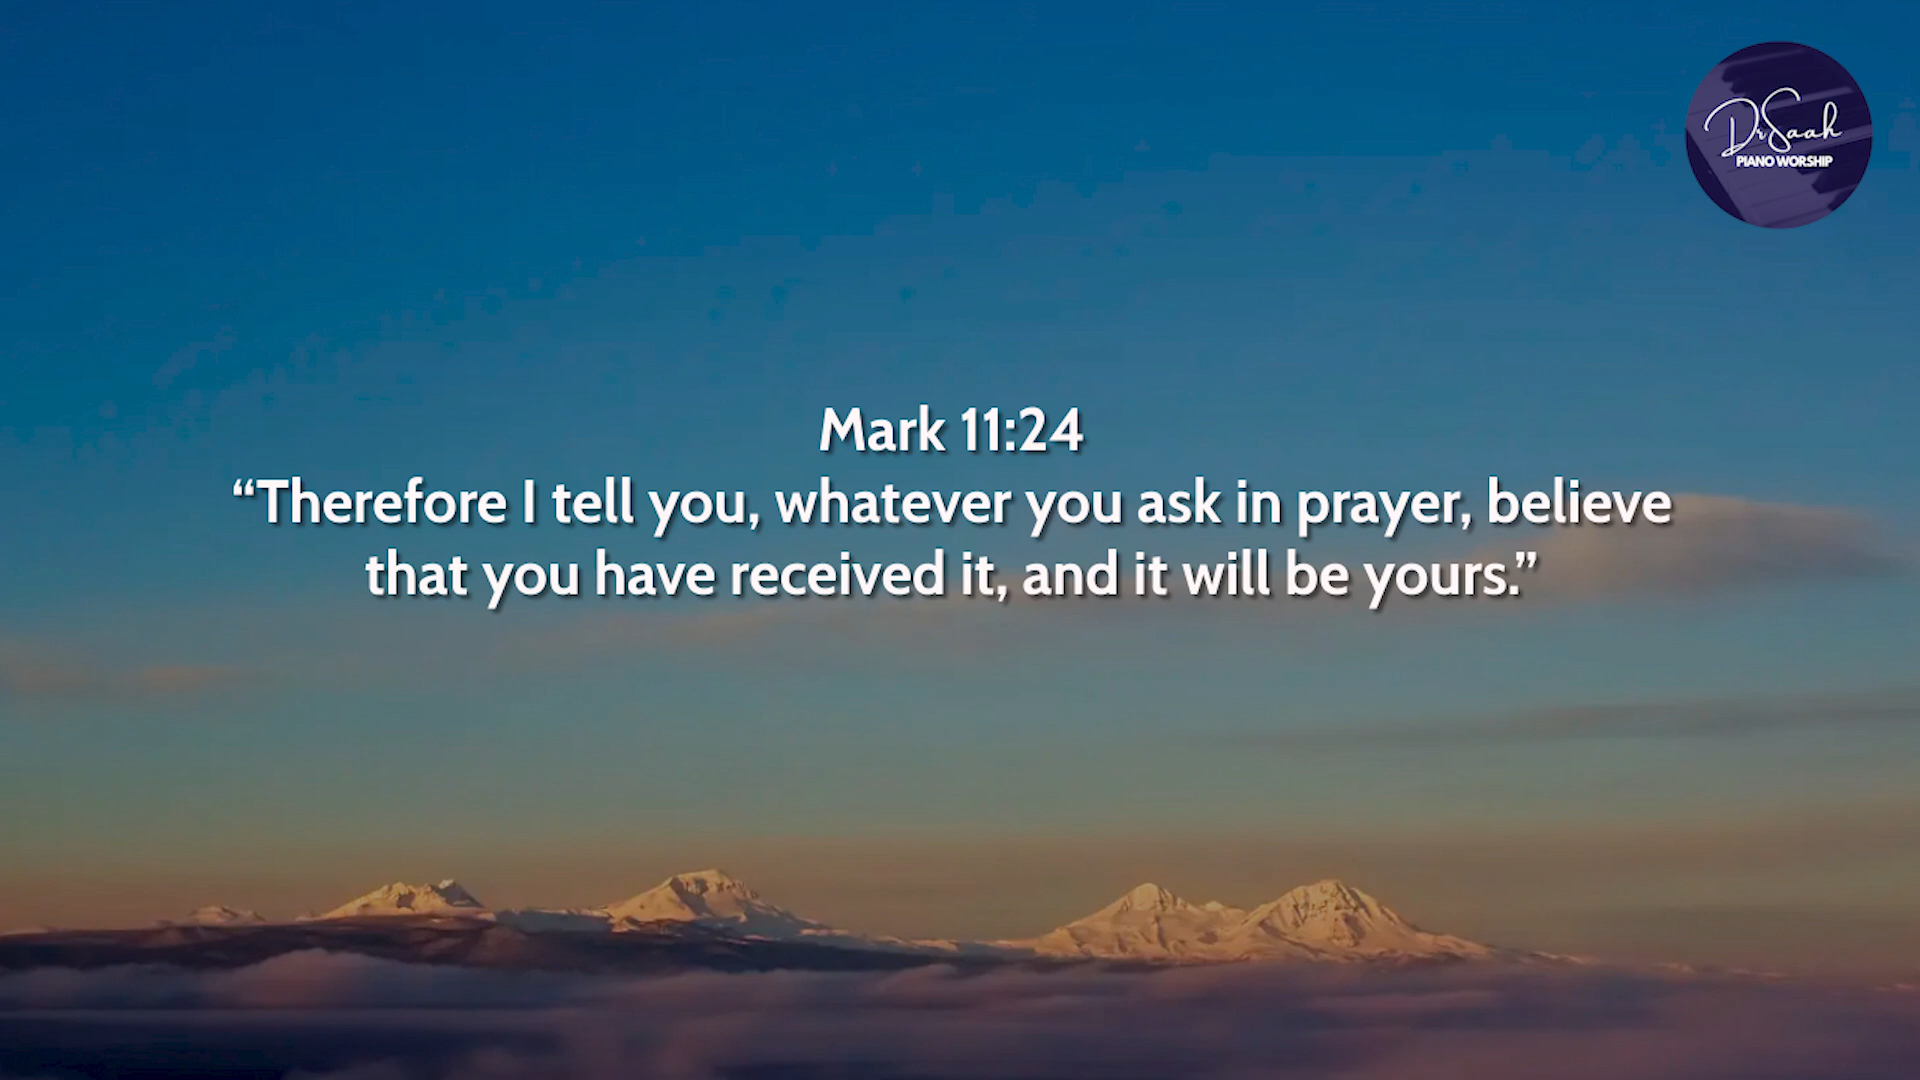 DrSaah
PIANO WORSHIP
Mark 11:24
“Therefore I tell you, whatever you ask in prayer, believe
that you have received it, and it will be yours.”